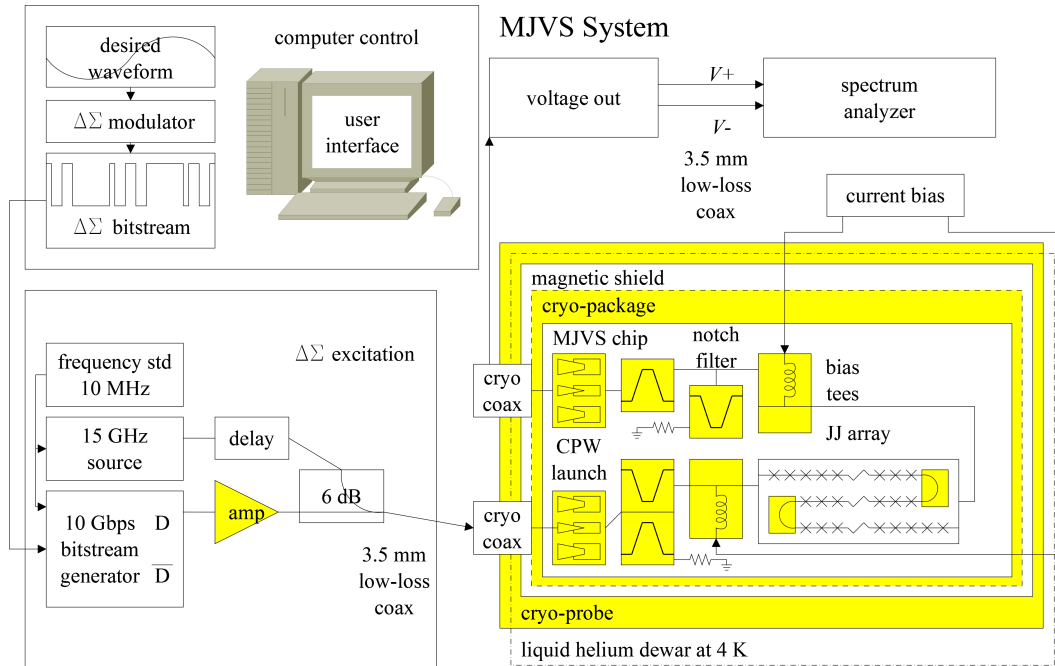 MJVS System
desired
waveform
ΔΣ modulator
ΔΣ bitstream
computer control
user
interface
voltage out
V+
V-
spectrum
analyzer
3.5 mm
low-loss
coax
current bias
magnetic shield
cryo-package
MJVS chip
notch
filter
bias
tees
JJ array
cryo
coax
CPW
launch
cryo
coax
cryo-probe
liquid helium dewar at 4 K
ΔΣ excitation
frequency std
10 MHz
15 GHz
source
delay
6 dB
amp
10 Gbps D
bitstream
generator D̅
3.5 mm
low-loss
coax